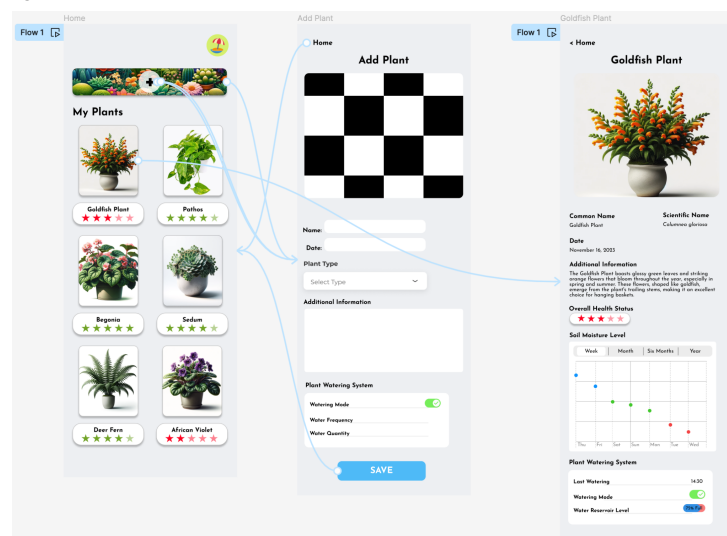 Home
Flow 1
My Plants
Goldfish Plant
Pothos
Begonia
Sedum
Deer Fern
African Violet
Add Plant
Home
Add Plant
Name:
Date:
Plant Type
Select Type
Additional Information
Plant Watering System
Watering Mode
Water Frequency
Water Quantity
SAVE
Goldfish Plant
Flow 1
< Home
Goldfish Plant
Common Name
Scientific Name
Goldfish Plant
Columnea gloriosa
Date
November 16, 2023
Additional Information
The Goldfish Plant boasts glossy green leaves and striking
orange flowers that bloom throughout the year, especially in
spring and summer. These flowers, shaped like goldfish,
emerge from the plant's trailing stems, making it an excellent
choice for hanging baskets.
Overall Health Status
Soil Moisture Level
Week Month Six Months Year
Thu Fri Sat Sun Mon Tue Wed
Plant Watering System
Last Watering 14:30
Watering Mode
Water Reservoir Level